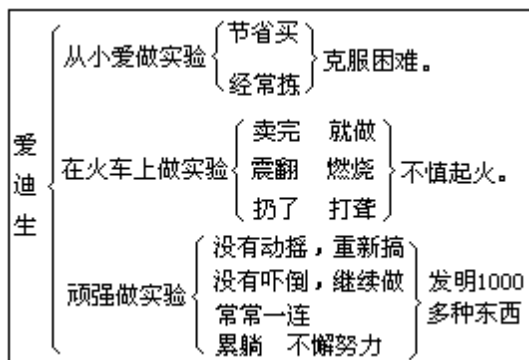 爱迪生
从小爱做实验
节省买
经常拣
克服困难。
在火车上做实验
卖完 就做
震翻 燃烧
扔了 打聋
不慎起火。
顽强做实验
没有动摇，重新搞
没有吓倒，继续做
常常一连
累躺 不懈努力
发明1000
多种东西